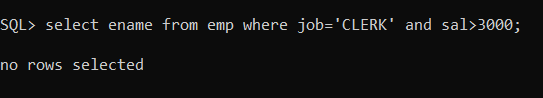 SQL> select ename from emp where job='CLERK' and sal>3000;
no rows selected